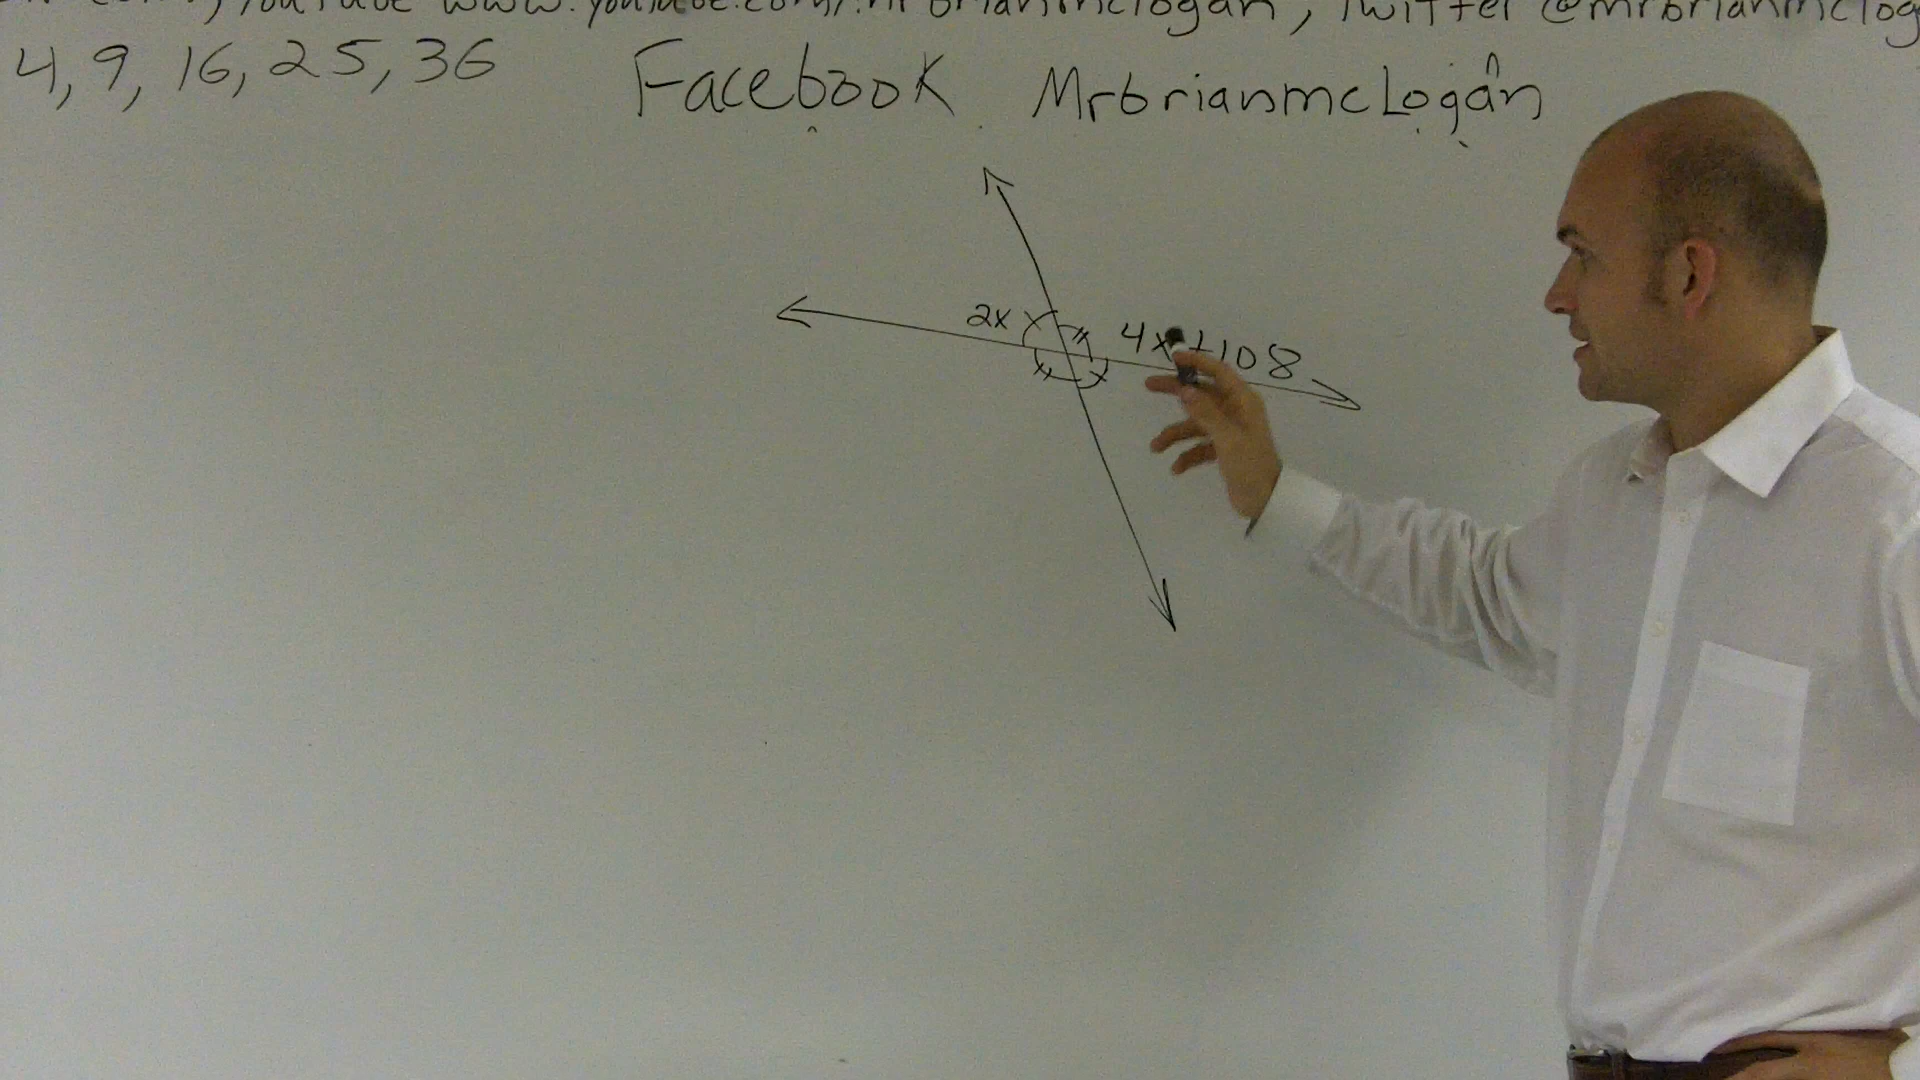 YouTube www.youtube.com/mrbrianmclogan, Twitter @mrbrianmclog
4, 9, 16, 25, 36 Facebook MrbrianmcLogan
2x 4x+108